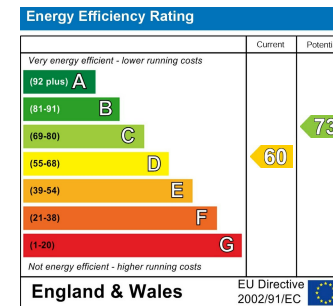 Energy Efficiency Rating
Current
Very energy efficient - lower running costs
(92 plus) A
(81-91) B
(69-80) C
73
(55-68) D
60
(39-54) E
(21-38) F
(1-20) G
Not energy efficient - higher running costs
England & Wales
EU Directive
2002/91/EC